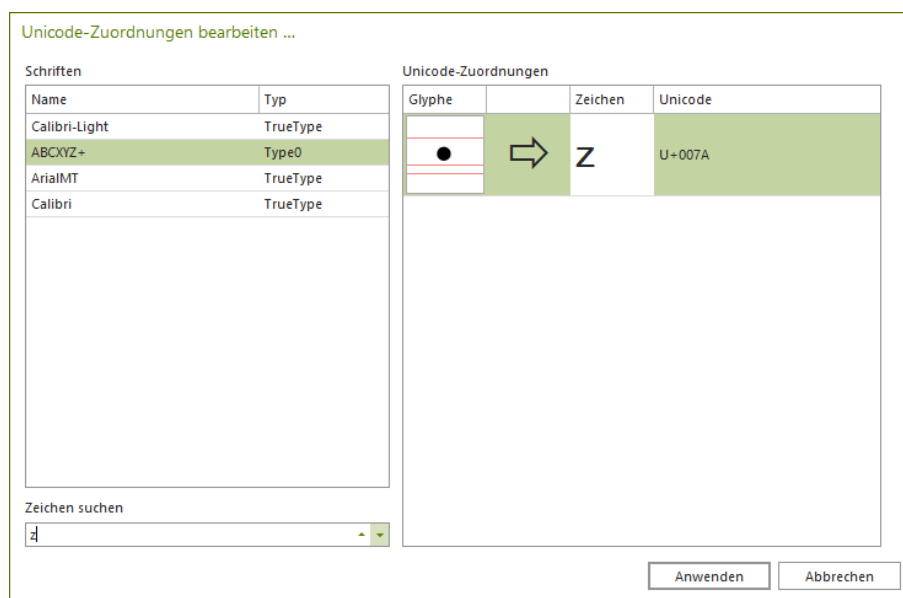 Unicode-Zuordnungen bearbeiten ...
Schriften
Name Typ
Calibri-Light TrueType
ABCXYZ+ Type0
ArialMT TrueType
Calibri TrueType
Zeichen suchen
z
Unicode-Zuordnungen
Glyphe Zeichen Unicode
● ⇨ z U+007A
Anwenden Abbrechen